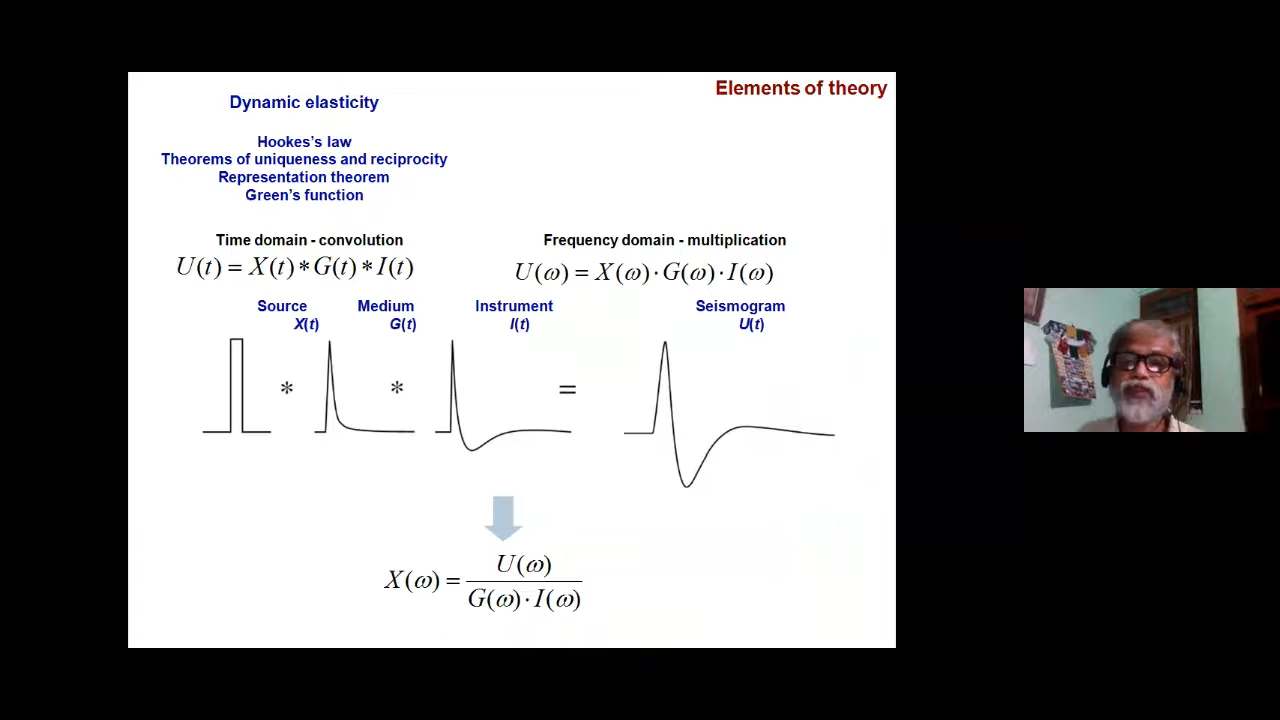 Elements of theory
Dynamic elasticity
Hookes's law
Theorems of uniqueness and reciprocity
Representation theorem
Green's function
Time domain - convolution
U(t) = X(t) * G(t) * I(t)
Frequency domain - multiplication
U(ω) = X(ω) · G(ω) · I(ω)
Source
X(t)
Medium
G(t)
Instrument
I(t)
Seismogram
U(t)
* * =
X(ω) = U(ω) / G(ω) · I(ω)